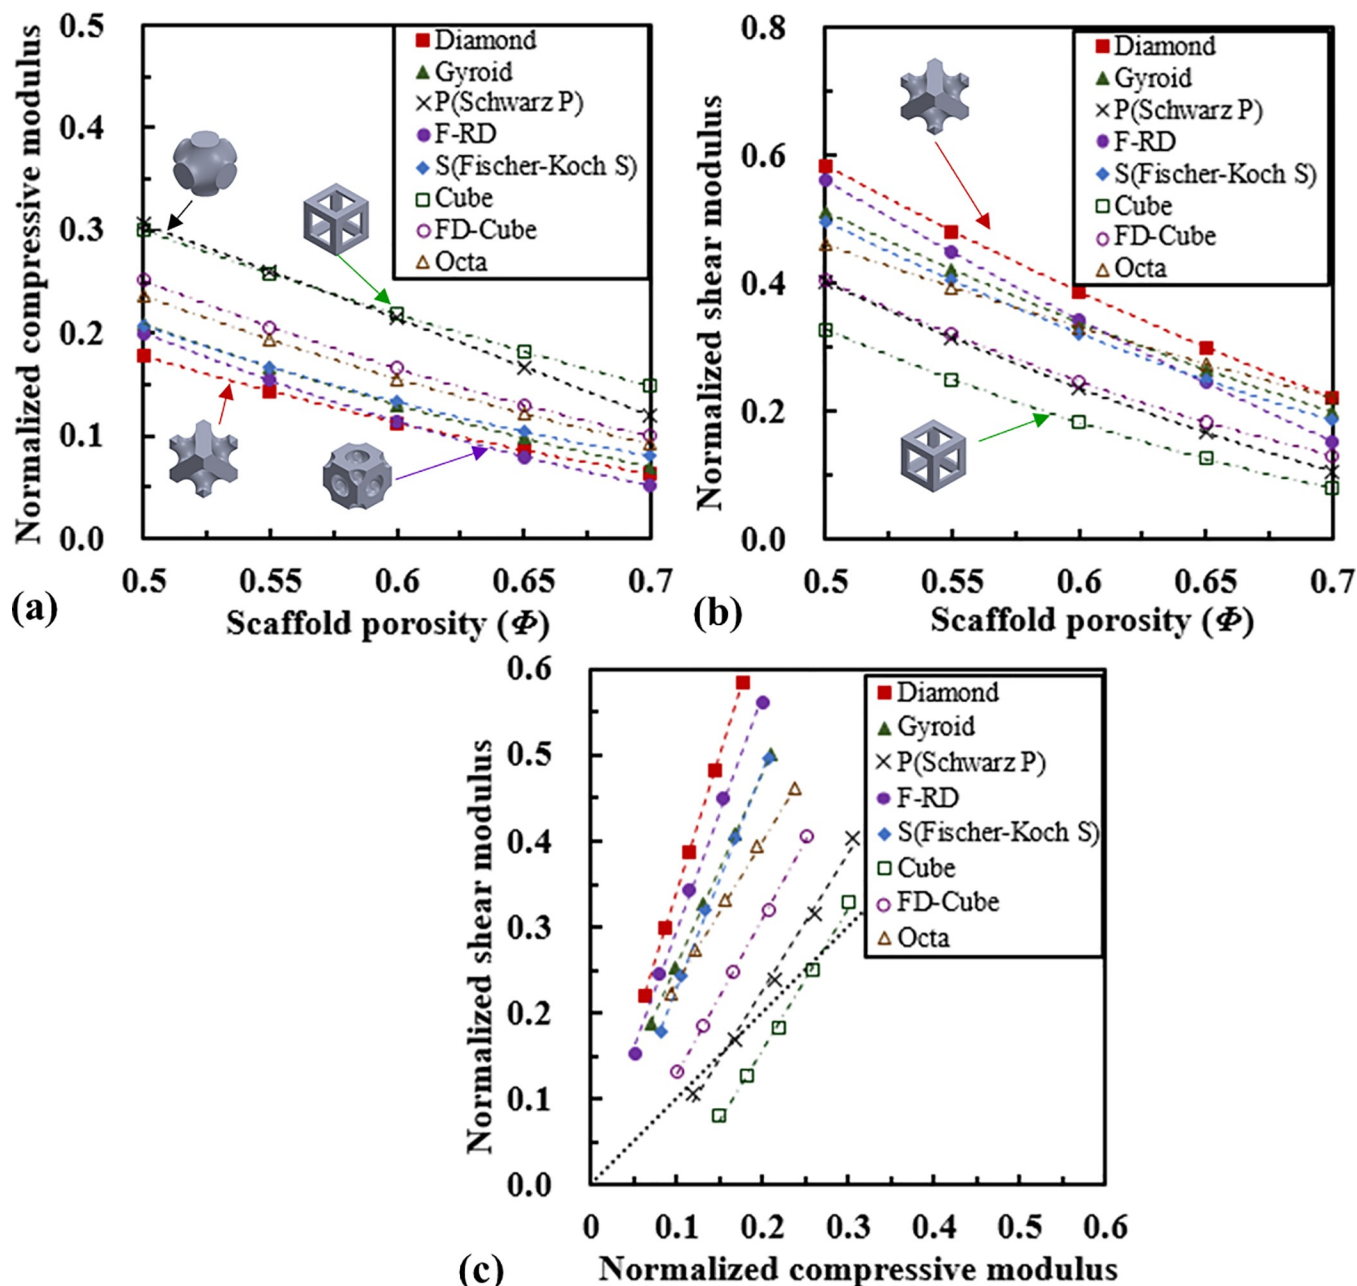 Normalized compressive modulus
0.5
0.4
0.3
0.2
0.1
0.0
Diamond
Gyroid
P(Schwarz P)
F-RD
S(Fischer-Koch S)
Cube
FD-Cube
Octa
0.5 0.55 0.6 0.65 0.7
Scaffold porosity (Φ)
(a)
Normalized shear modulus
0.8
0.6
0.4
0.2
0.0
Diamond
Gyroid
P(Schwarz P)
F-RD
S(Fischer-Koch S)
Cube
FD-Cube
Octa
0.5 0.55 0.6 0.65 0.7
Scaffold porosity (Φ)
(b)
Normalized shear modulus
0.6
0.5
0.4
0.3
0.2
0.1
0.0
Diamond
Gyroid
P(Schwarz P)
F-RD
S(Fischer-Koch S)
Cube
FD-Cube
Octa
0 0.1 0.2 0.3 0.4 0.5 0.6
Normalized compressive modulus
(c)